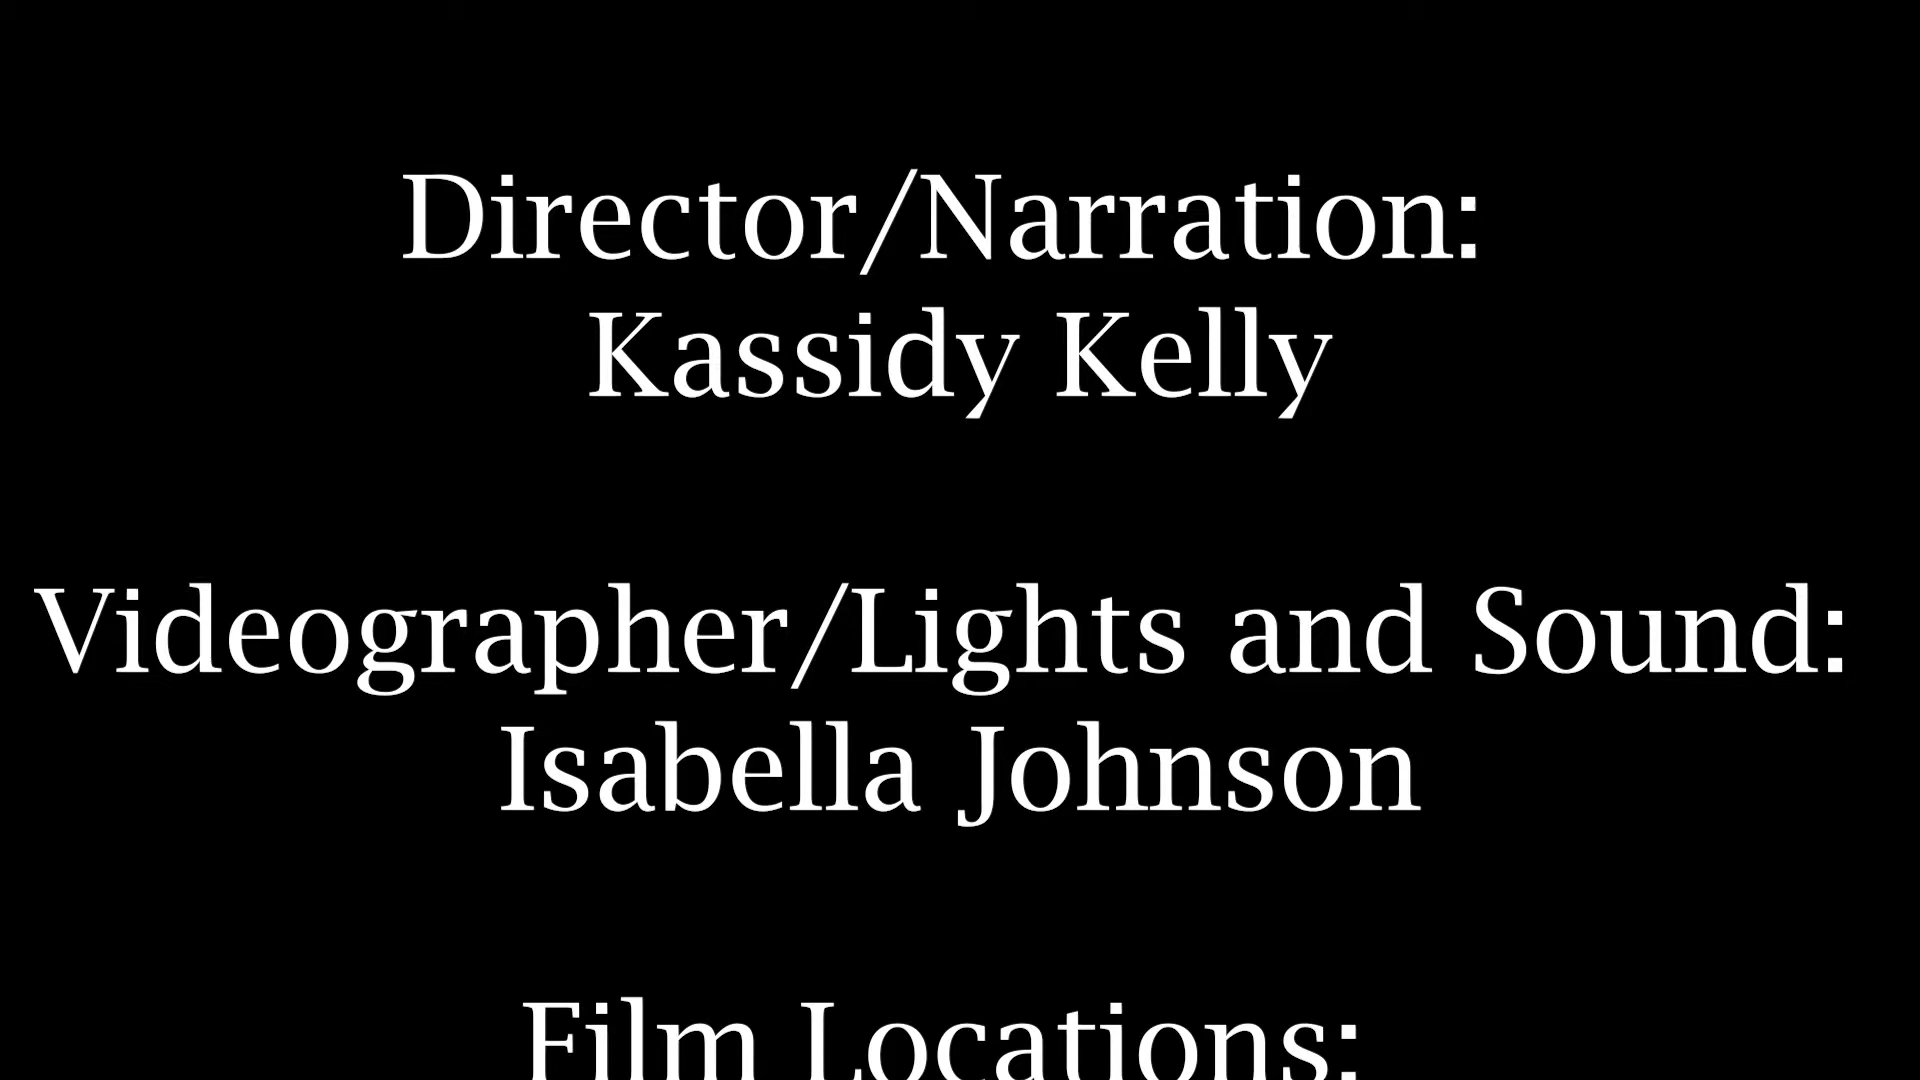 Director/Narration:
Kassidy Kelly
Videographer/Lights and Sound:
Isabella Johnson
Film Locations: